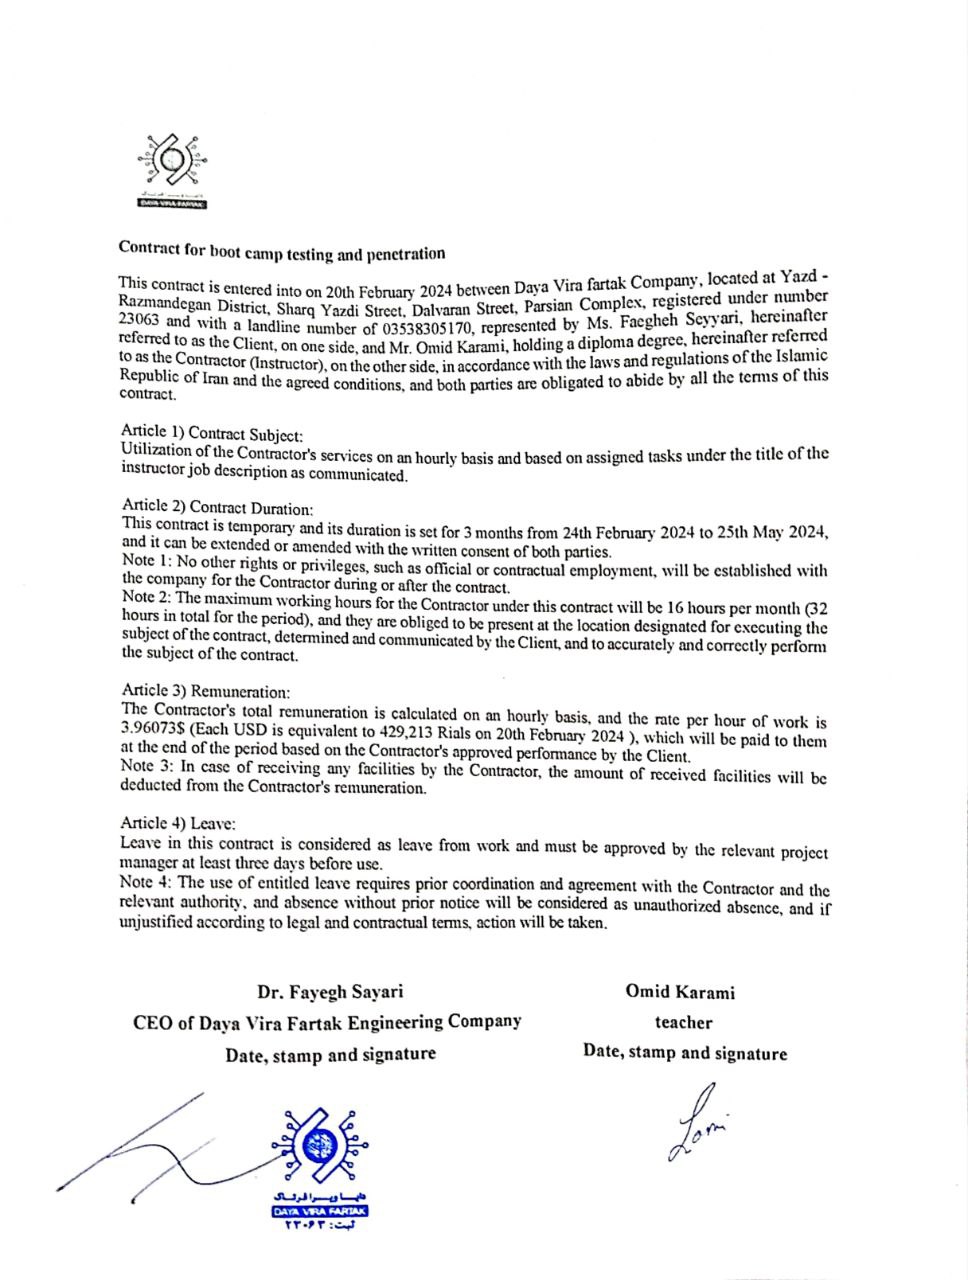 DAYA VIRA FARTAK
Contract for boot camp testing and penetration
This contract is entered into on 20th February 2024 between Daya Vira fartak Company, located at Yazd -
Razmandegan District, Sharq Yazdi Street, Dalvaran Street, Parsian Complex, registered under number
23063 and with a landline number of 03538305170, represented by Ms. Faegheh Seyyari, hereinafter
referred to as the Client, on one side, and Mr. Omid Karami, holding a diploma degree, hereinafter referred
to as the Contractor (Instructor), on the other side, in accordance with the laws and regulations of the Islamic
Republic of Iran and the agreed conditions, and both parties are obligated to abide by all the terms of this
contract.
Article 1) Contract Subject:
Utilization of the Contractor's services on an hourly basis and based on assigned tasks under the title of the
instructor job description as communicated.
Article 2) Contract Duration:
This contract is temporary and its duration is set for 3 months from 24th February 2024 to 25th May 2024,
and it can be extended or amended with the written consent of both parties.
Note 1: No other rights or privileges, such as official or contractual employment, will be established with
the company for the Contractor during or after the contract.
Note 2: The maximum working hours for the Contractor under this contract will be 16 hours per month (32
hours in total for the period), and they are obliged to be present at the location designated for executing the
subject of the contract, determined and communicated by the Client, and to accurately and correctly perform
the subject of the contract.
Article 3) Remuneration:
The Contractor's total remuneration is calculated on an hourly basis, and the rate per hour of work is
3.96073$ (Each USD is equivalent to 429,213 Rials on 20th February 2024 ), which will be paid to them
at the end of the period based on the Contractor's approved performance by the Client.
Note 3: In case of receiving any facilities by the Contractor, the amount of received facilities will be
deducted from the Contractor's remuneration.
Article 4) Leave:
Leave in this contract is considered as leave from work and must be approved by the relevant project
manager at least three days before use.
Note 4: The use of entitled leave requires prior coordination and agreement with the Contractor and the
relevant authority, and absence without prior notice will be considered as unauthorized absence, and if
unjustified according to legal and contractual terms, action will be taken.
Dr. Fayegh Sayari
CEO of Daya Vira Fartak Engineering Company
Date, stamp and signature
Omid Karami
teacher
Date, stamp and signature
دایا ویرا فرتاک
DAYA VIRA FARTAK
ثبت: ۲۳۰۶۳